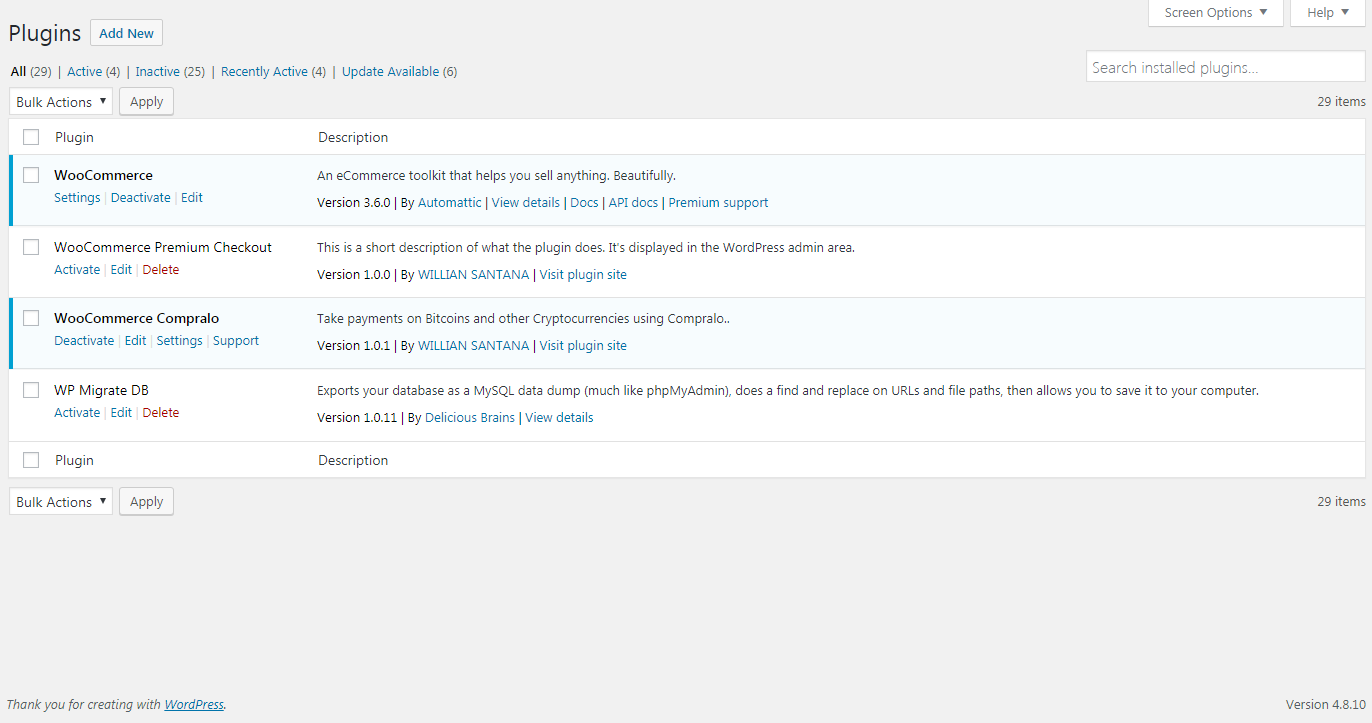 Screen Options ▼ Help ▼
Plugins Add New
All (29) | Active (4) | Inactive (25) | Recently Active (4) | Update Available (6)
Search installed plugins...
Bulk Actions ▼ Apply 29 items
Plugin Description
WooCommerce An eCommerce toolkit that helps you sell anything. Beautifully.
Settings | Deactivate | Edit Version 3.6.0 | By Automattic | View details | Docs | API docs | Premium support
WooCommerce Premium Checkout This is a short description of what the plugin does. It's displayed in the WordPress admin area.
Activate | Edit | Delete Version 1.0.0 | By WILLIAN SANTANA | Visit plugin site
WooCommerce Compralo Take payments on Bitcoins and other Cryptocurrencies using Compralo..
Deactivate | Edit | Settings | Support Version 1.0.1 | By WILLIAN SANTANA | Visit plugin site
WP Migrate DB Exports your database as a MySQL data dump (much like phpMyAdmin), does a find and replace on URLs and file paths, then allows you to save it to your computer.
Activate | Edit | Delete Version 1.0.11 | By Delicious Brains | View details
Plugin Description
Bulk Actions ▼ Apply 29 items
Thank you for creating with WordPress. Version 4.8.10